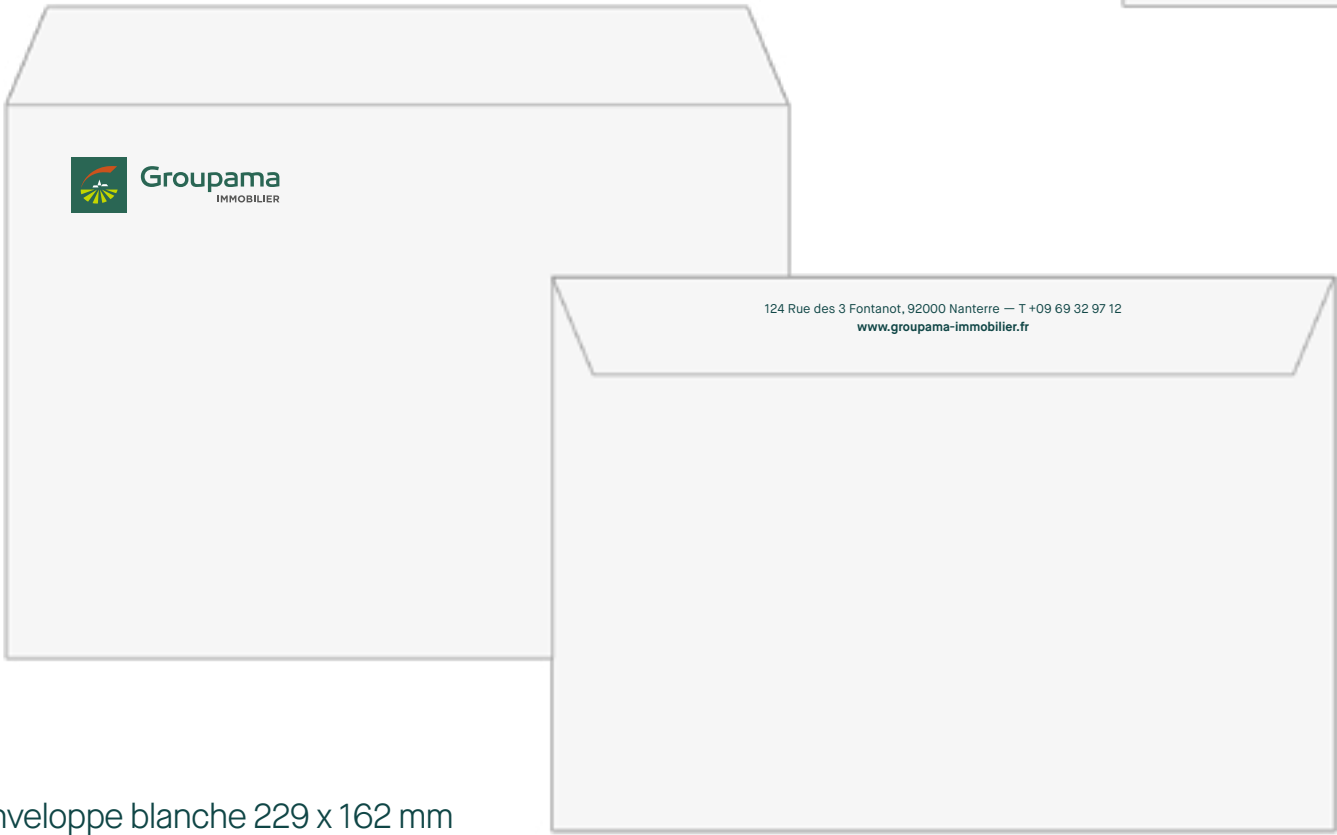 Groupama
IMMOBILIER
124 Rue des 3 Fontanot, 92000 Nanterre — T +09 69 32 97 12
www.groupama-immobilier.fr
nveloppe blanche 229 x 162 mm